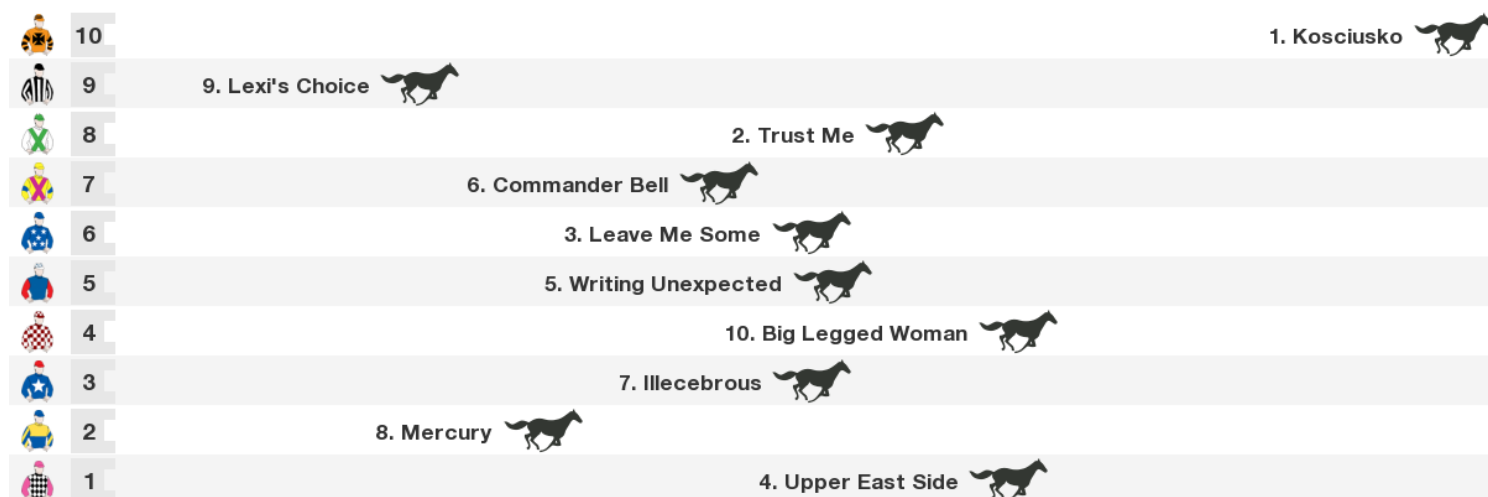 10 1. Kosciusko
9 9. Lexi's Choice
8 2. Trust Me
7 6. Commander Bell
6 3. Leave Me Some
5 5. Writing Unexpected
4 10. Big Legged Woman
3 7. Illecebrous
2 8. Mercury
1 4. Upper East Side